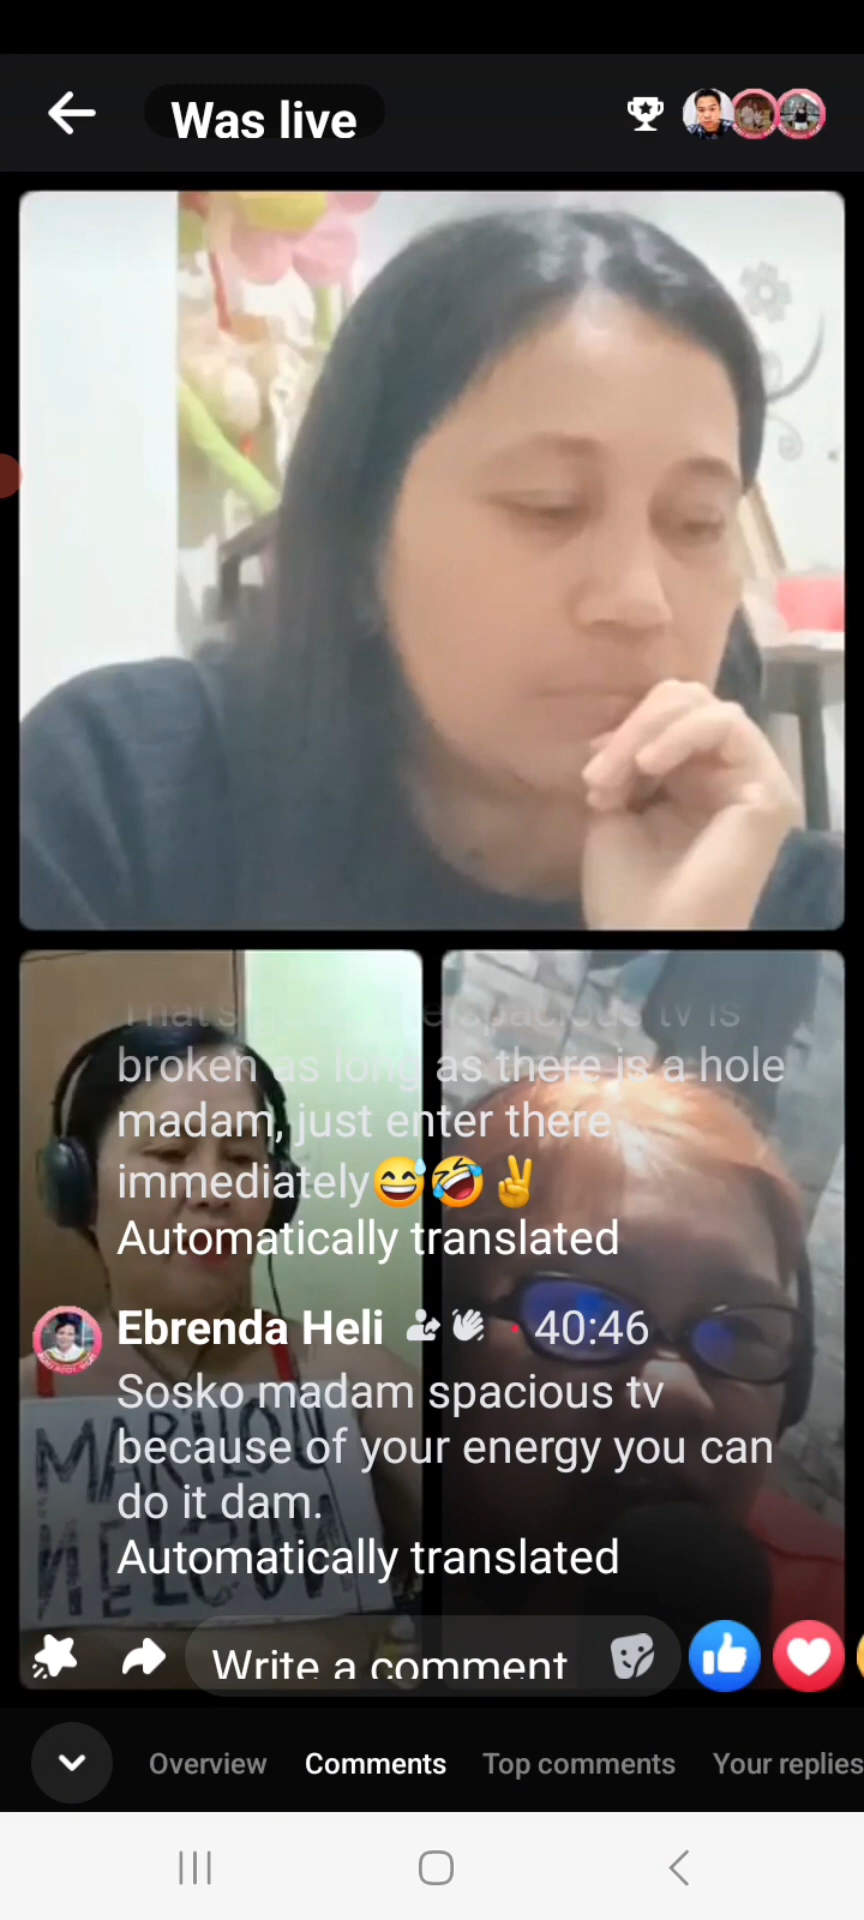 Was live
broken as long as there is a hole
madam, just enter there
immediately😅🤣✌
Automatically translated
Ebrenda Heli 40:46
Sosko madam spacious tv
because of your energy you can
do it dam.
Automatically translated
MARILOU
NELSON
Write a comment
Overview Comments Top comments Your replies